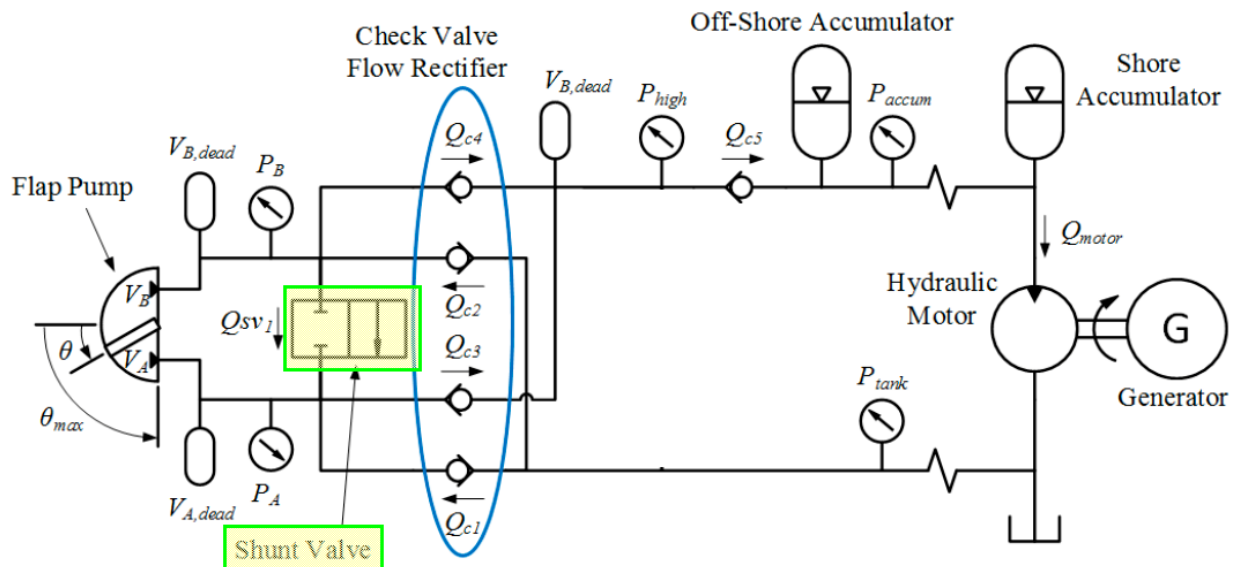 Check Valve
Flow Rectifier
Off-Shore Accumulator
Shore
Accumulator
V_B,dead
P_high
P_accum
Q_c4
Q_c5
V_B,dead
P_B
Flap Pump
Q_motor
V_B
Qsv_1
Q_c2
Hydraulic
Motor
G
θ
V_A
Q_c3
θ_max
P_tank
Generator
V_A,dead
P_A
Q_c1
Shunt Valve